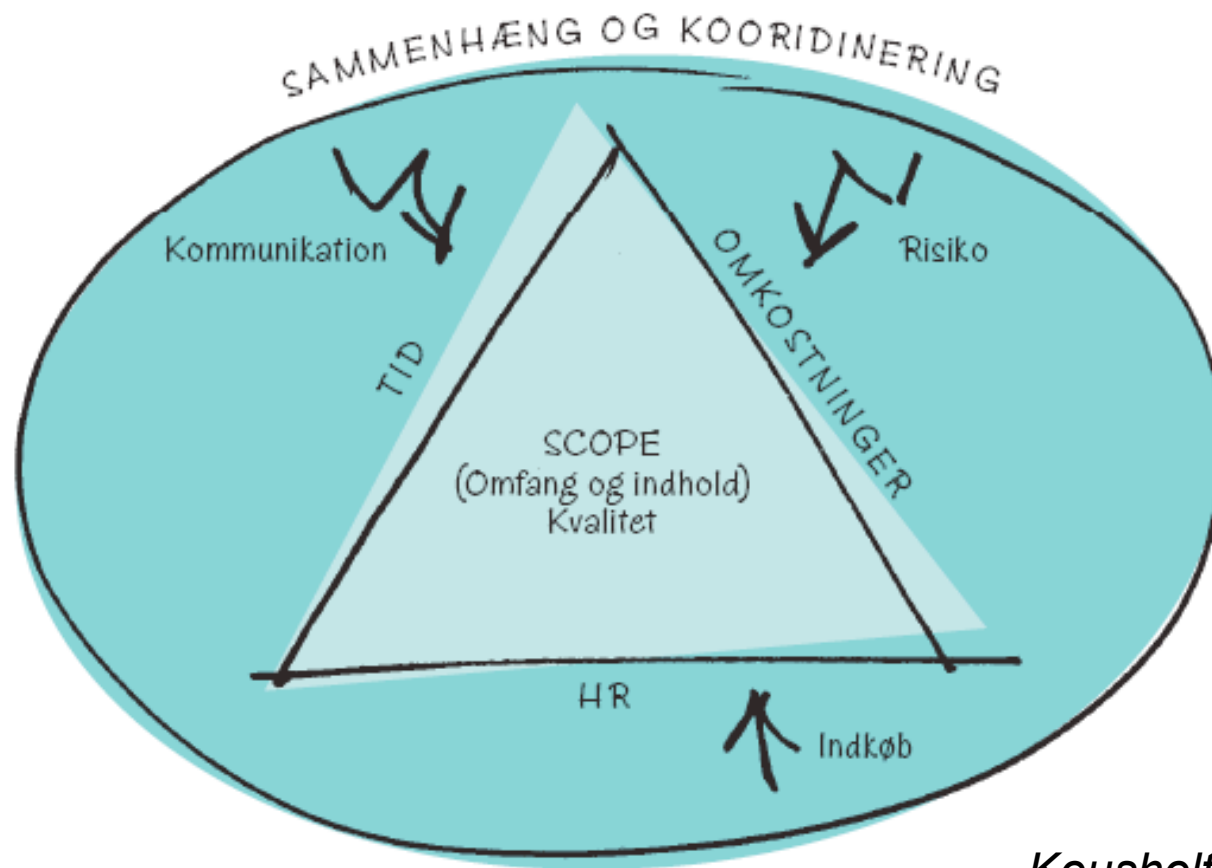 SAMMENHÆNG OG KOORIDINERING
Kommunikation
Risiko
TID
OMKOSTNINGER
SCOPE
(Omfang og indhold)
Kvalitet
HR
Indkøb